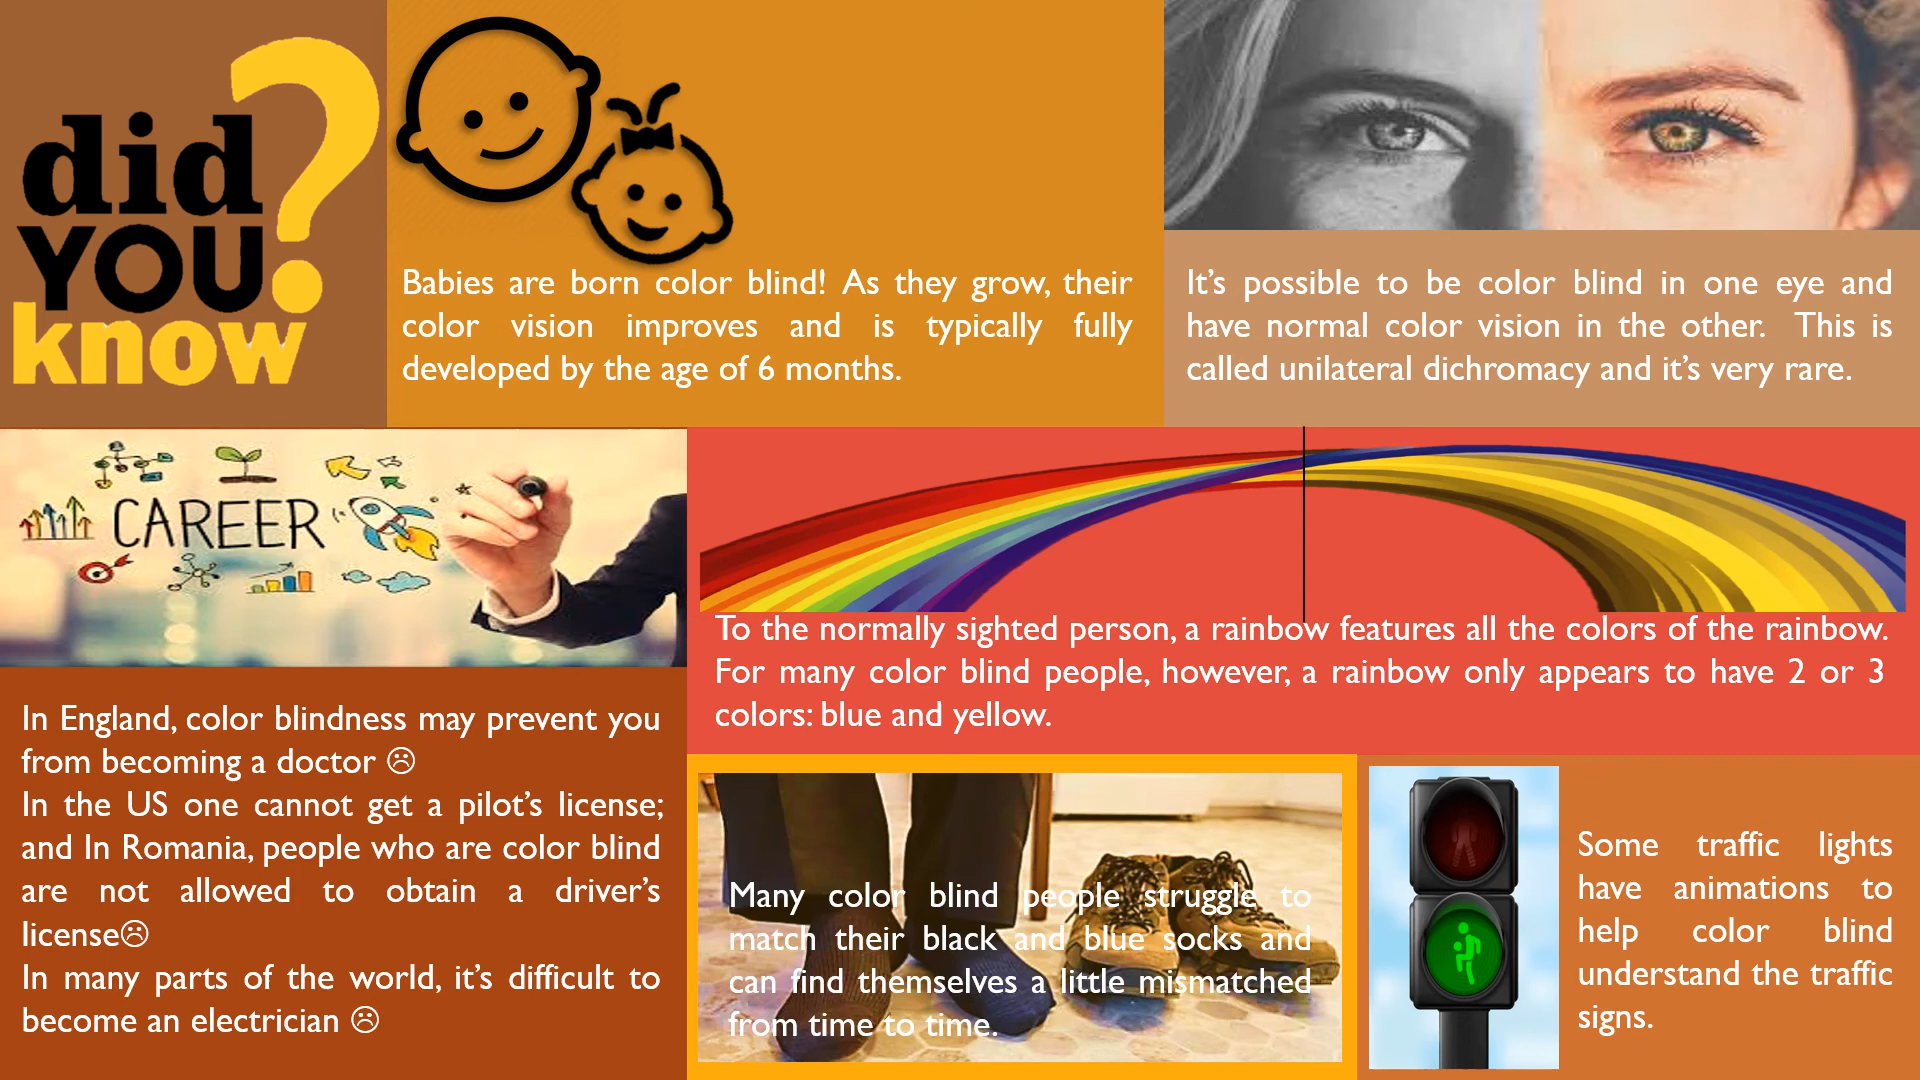 did
YOU
know?
Babies are born color blind! As they grow, their
color vision improves and is typically fully
developed by the age of 6 months.
It's possible to be color blind in one eye and
have normal color vision in the other. This is
called unilateral dichromacy and it's very rare.
CAREER
In England, color blindness may prevent you
from becoming a doctor ☹
In the US one cannot get a pilot's license;
and In Romania, people who are color blind
are not allowed to obtain a driver's
license☹
In many parts of the world, it's difficult to
become an electrician ☹
To the normally sighted person, a rainbow features all the colors of the rainbow.
For many color blind people, however, a rainbow only appears to have 2 or 3
colors: blue and yellow.
Many color blind people struggle to
match their black and blue socks and
can find themselves a little mismatched
from time to time.
Some traffic lights
have animations to
help color blind
understand the traffic
signs.